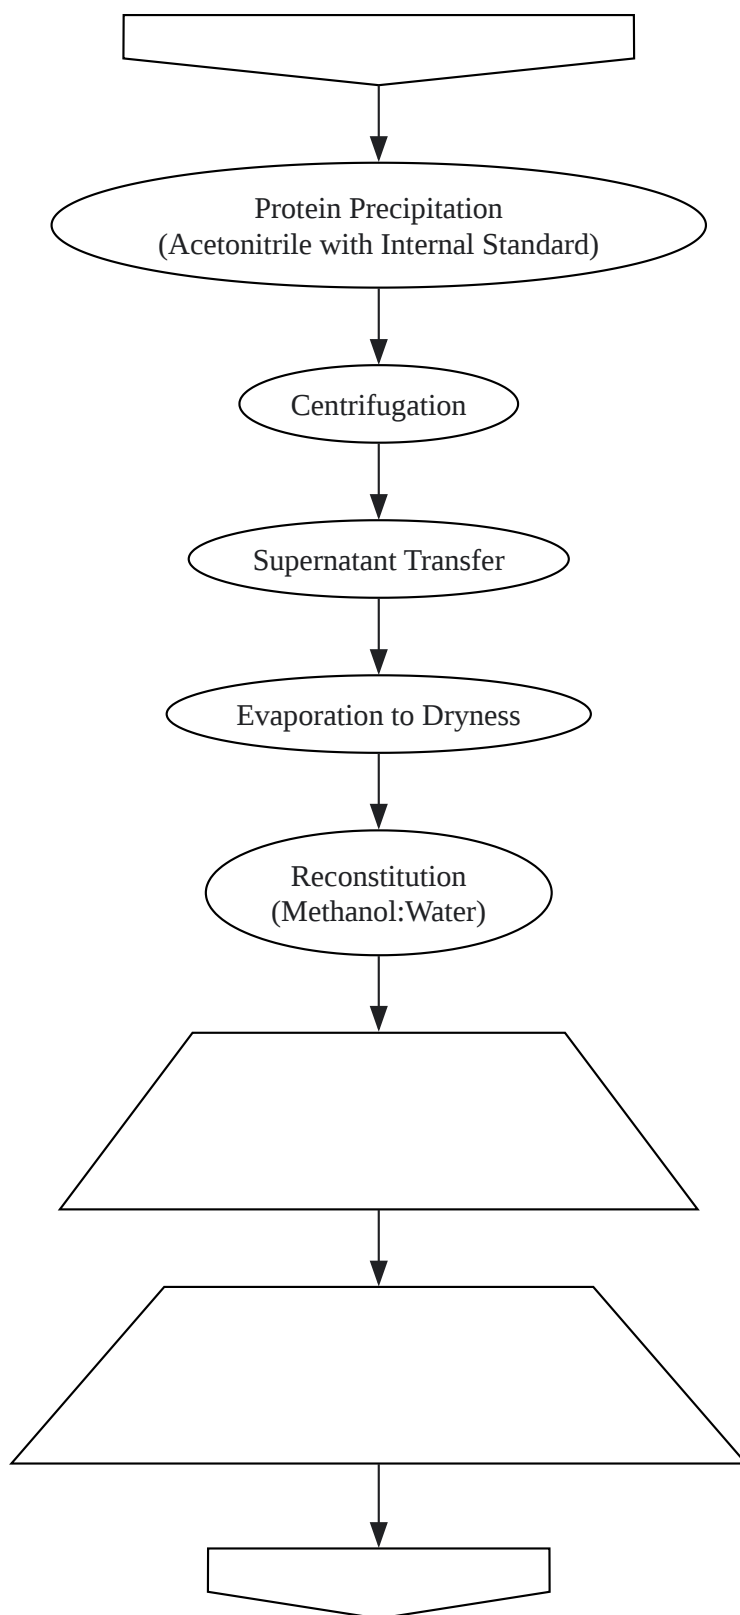 Protein Precipitation
(Acetonitrile with Internal Standard)
Centrifugation
Supernatant Transfer
Evaporation to Dryness
Reconstitution
(Methanol:Water)